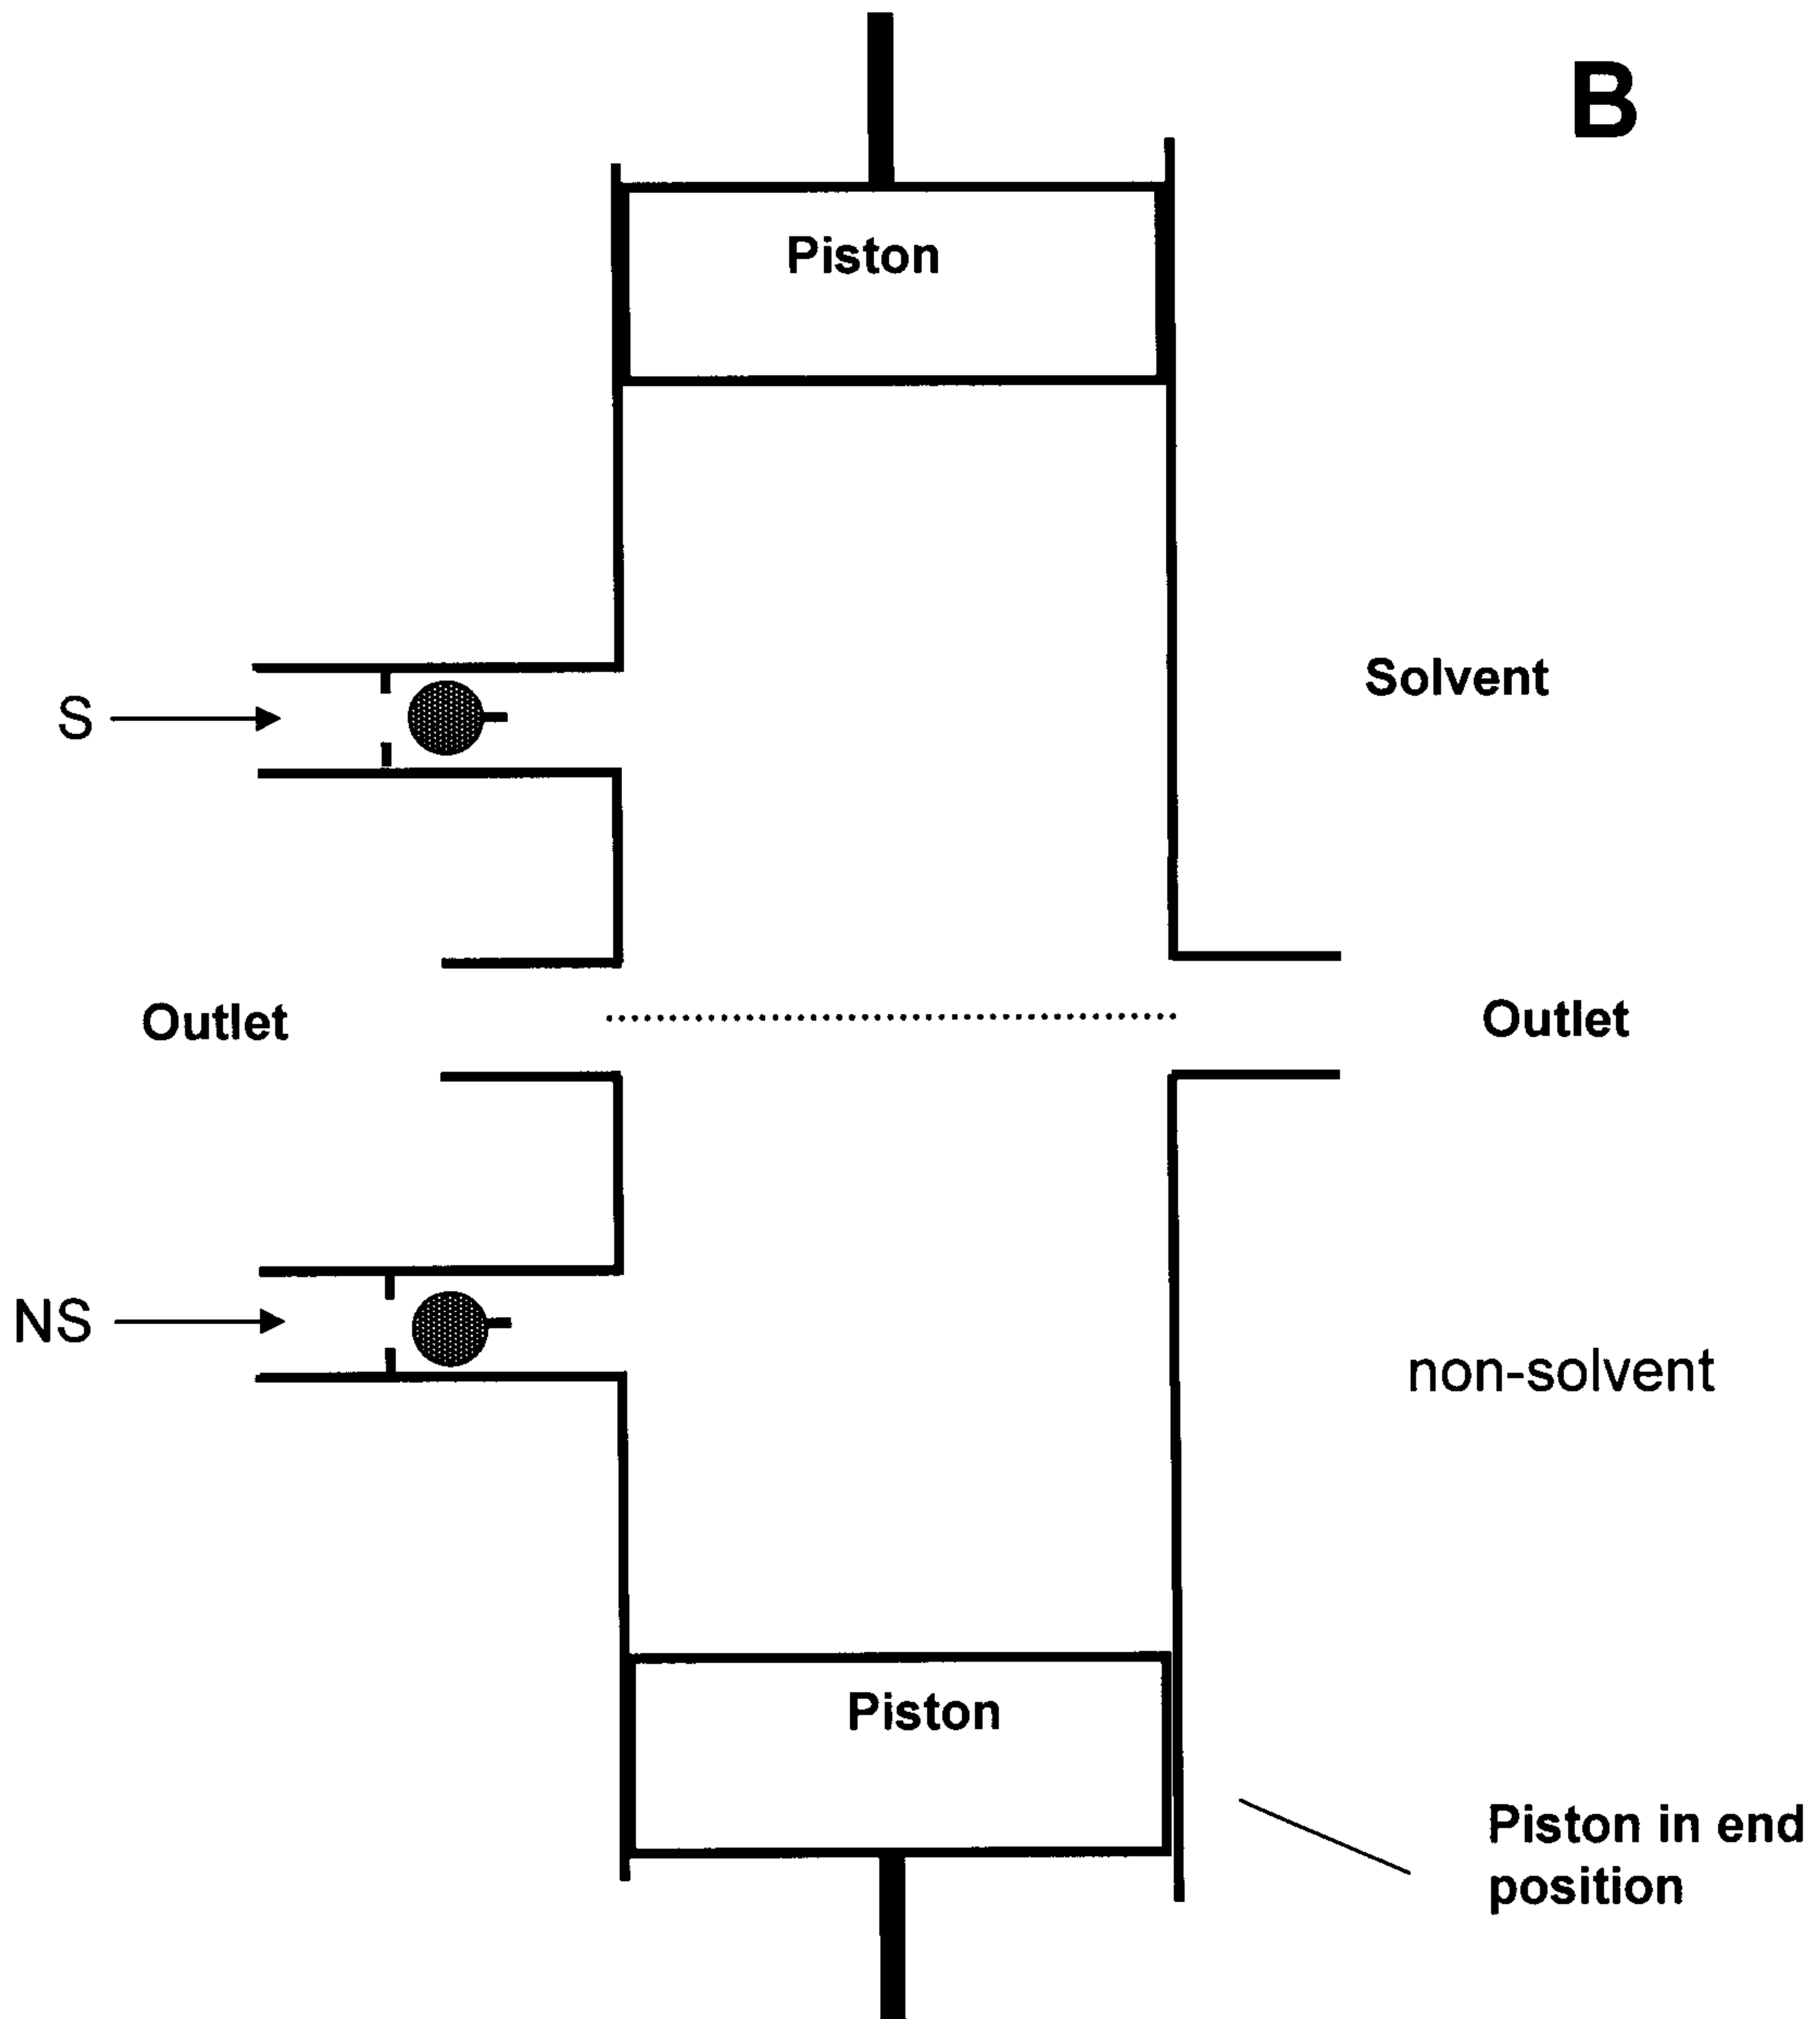 B
Piston
Solvent
S
Outlet
Outlet
NS
non-solvent
Piston
Piston in end
position